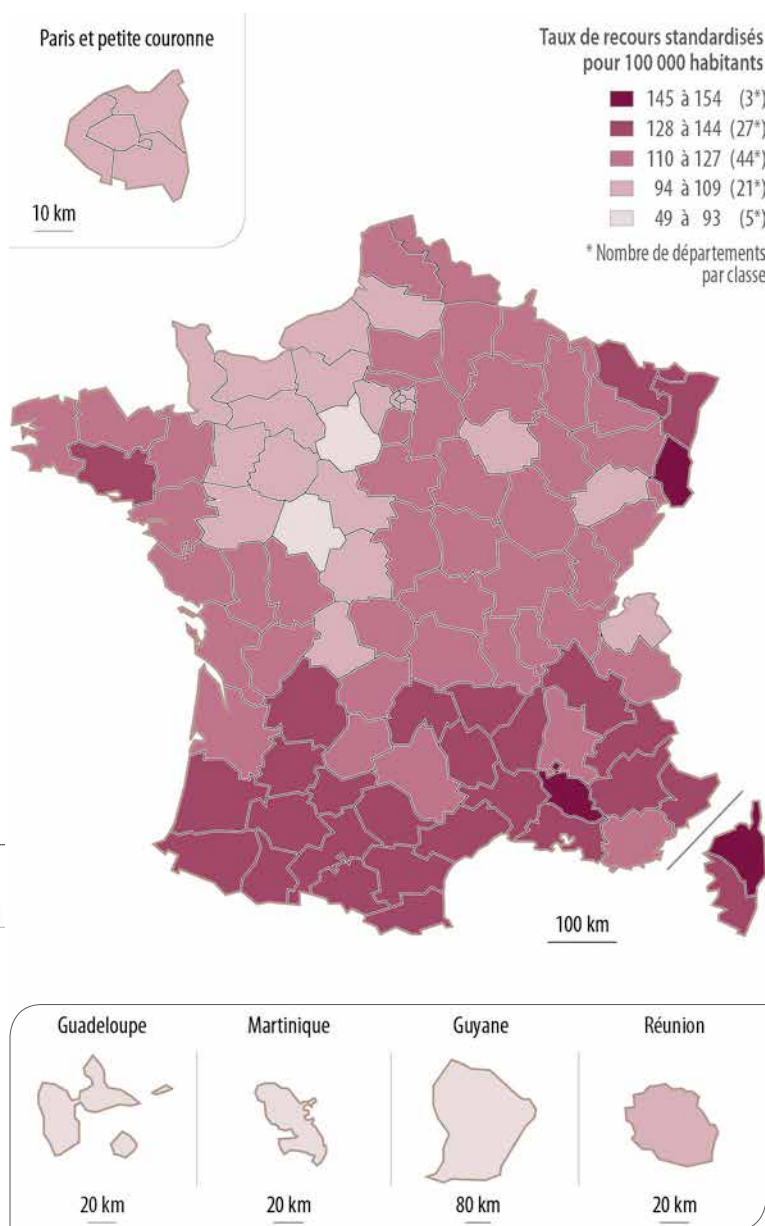 Paris et petite couronne
10 km
Taux de recours standardisés
pour 100 000 habitants
145 à 154 (3*)
128 à 144 (27*)
110 à 127 (44*)
94 à 109 (21*)
49 à 93 (5*)
* Nombre de départements
par classe
100 km
Guadeloupe
Martinique
Guyane
Réunion
20 km
20 km
80 km
20 km